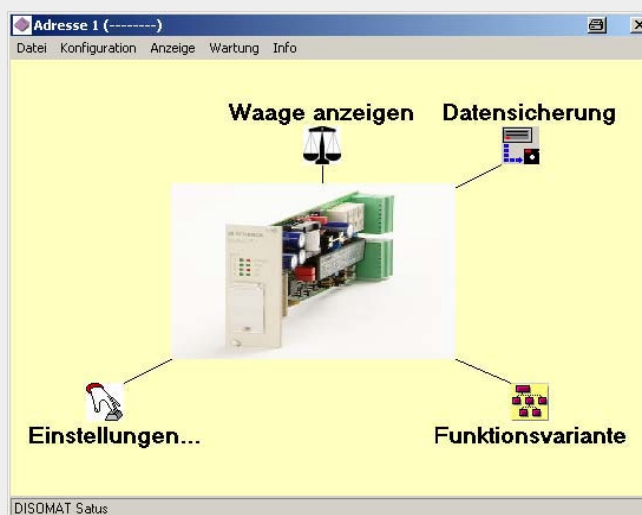 Adresse 1 (--------)
Datei Konfiguration Anzeige Wartung Info
Waage anzeigen Datensicherung
Einstellungen... Funktionsvariante
DISOMAT Satus